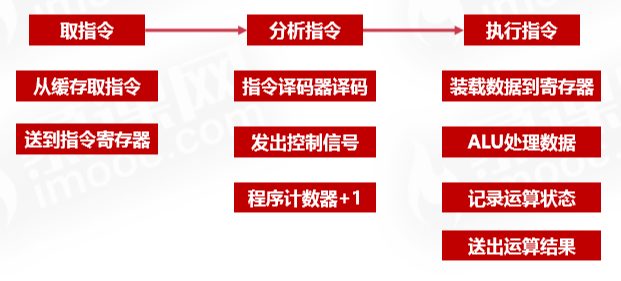 取指令
分析指令
执行指令
从缓存取指令
指令译码器译码
装载数据到寄存器
送到指令寄存器
发出控制信号
ALU处理数据
程序计数器+1
记录运算状态
送出运算结果